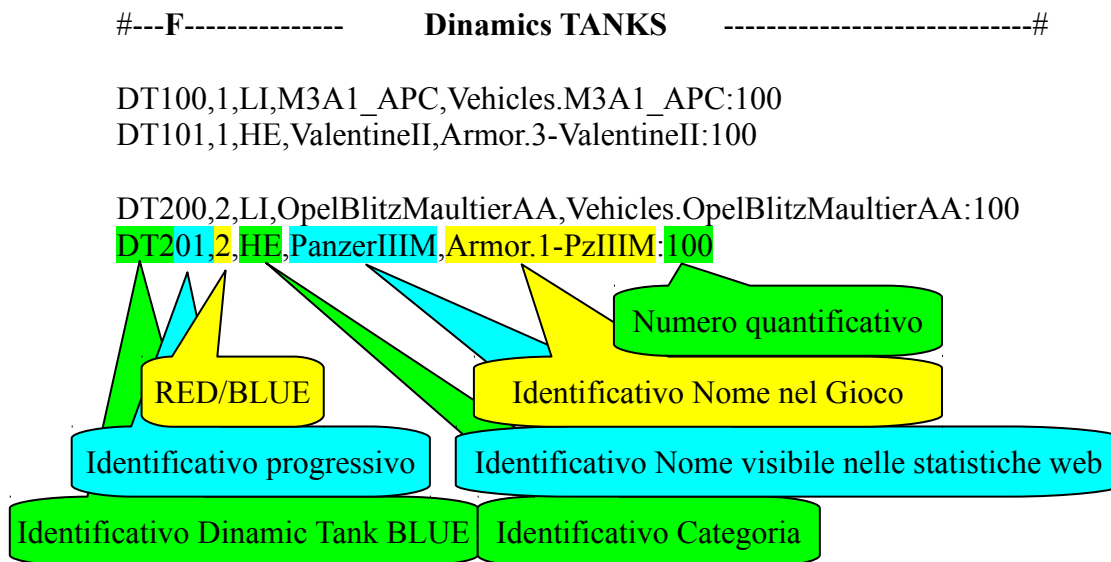 #---F--------------- Dinamics TANKS -----------------------------#
DT100,1,LI,M3A1_APC,Vehicles.M3A1_APC:100
DT101,1,HE,ValentineII,Armor.3-ValentineII:100
DT200,2,LI,OpelBlitzMaultierAA,Vehicles.OpelBlitzMaultierAA:100
DT201,2,HE,PanzerIIIM,Armor.1-PzIIIM:100
Numero quantificativo
RED/BLUE
Identificativo Nome nel Gioco
Identificativo progressivo
Identificativo Nome visibile nelle statistiche web
Identificativo Dinamic Tank BLUE
Identificativo Categoria